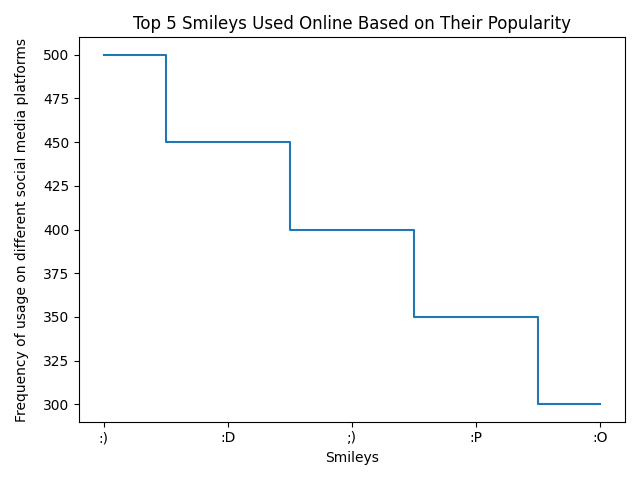 Top 5 Smileys Used Online Based on Their Popularity
Frequency of usage on different social media platforms
500
475
450
425
400
375
350
325
300
:) :D ;) :P :O
Smileys